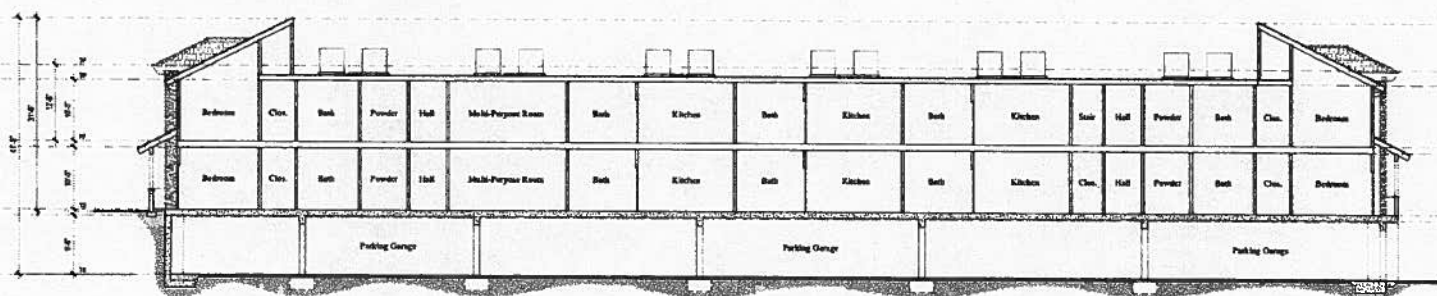 Bedroom Clos. Bath Powder Hall Multi-Purpose Room Bath Kitchen Bath Kitchen Bath Kitchen Stair Hall Powder Bath Clos. Bedroom
Bedroom Clos. Bath Powder Hall Multi-Purpose Room Bath Kitchen Bath Kitchen Bath Kitchen Clos. Hall Powder Bath Clos. Bedroom
Parking Garage Parking Garage Parking Garage